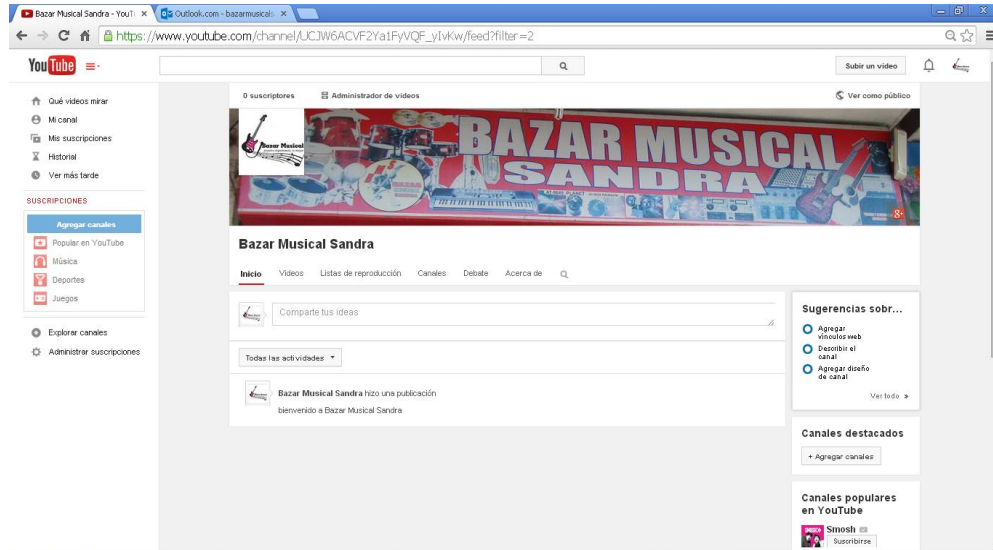 Bazar Musical Sandra - YouT
Outlook.com - bazarmusicals
https://www.youtube.com/channel/UCJW6ACVF2Ya1FyVQF_yIvKw/feed?filter=2
YouTube
Subir un video
Qué videos mirar
Mi canal
Mis suscripciones
Historial
Ver más tarde
SUSCRIPCIONES
Agregar canales
Popular en YouTube
Música
Deportes
Juegos
Explorar canales
Administrar suscripciones
0 suscriptores
Administrador de videos
Ver como público
Bazar Musical
BAZAR MUSICAL
SANDRA
Bazar Musical Sandra
Inicio
Videos
Listas de reproducción
Canales
Debate
Acerca de
Comparte tus ideas
Todas las actividades
Bazar Musical Sandra hizo una publicación
bienvenido a Bazar Musical Sandra
Sugerencias sobr...
Agregar
vínculos web
Describir el
canal
Agregar diseño
de canal
Ver todo »
Canales destacados
+ Agregar canales
Canales populares
en YouTube
Smosh
Suscribirse